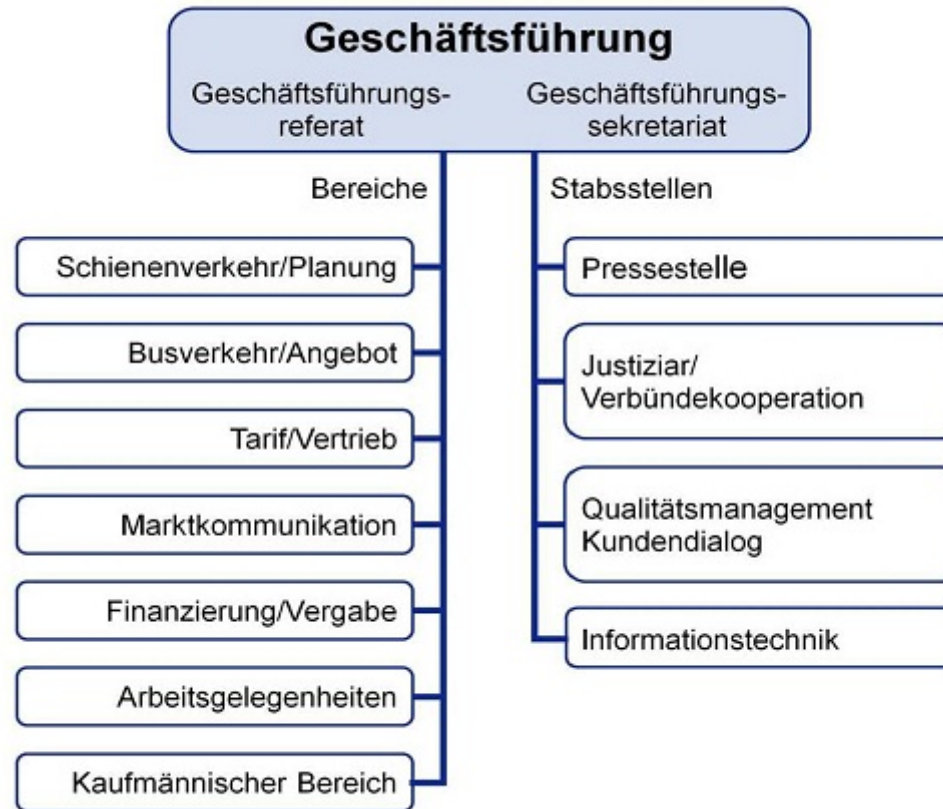 Geschäftsführung
Geschäftsführungs-
referat
Geschäftsführungs-
sekretariat
Bereiche
Schienenverkehr/Planung
Busverkehr/Angebot
Tarif/Vertrieb
Marktkommunikation
Finanzierung/Vergabe
Arbeitsgelegenheiten
Kaufmännischer Bereich
Stabsstellen
Pressestelle
Justiziar/
Verbündekooperation
Qualitätsmanagement
Kundendialog
Informationstechnik